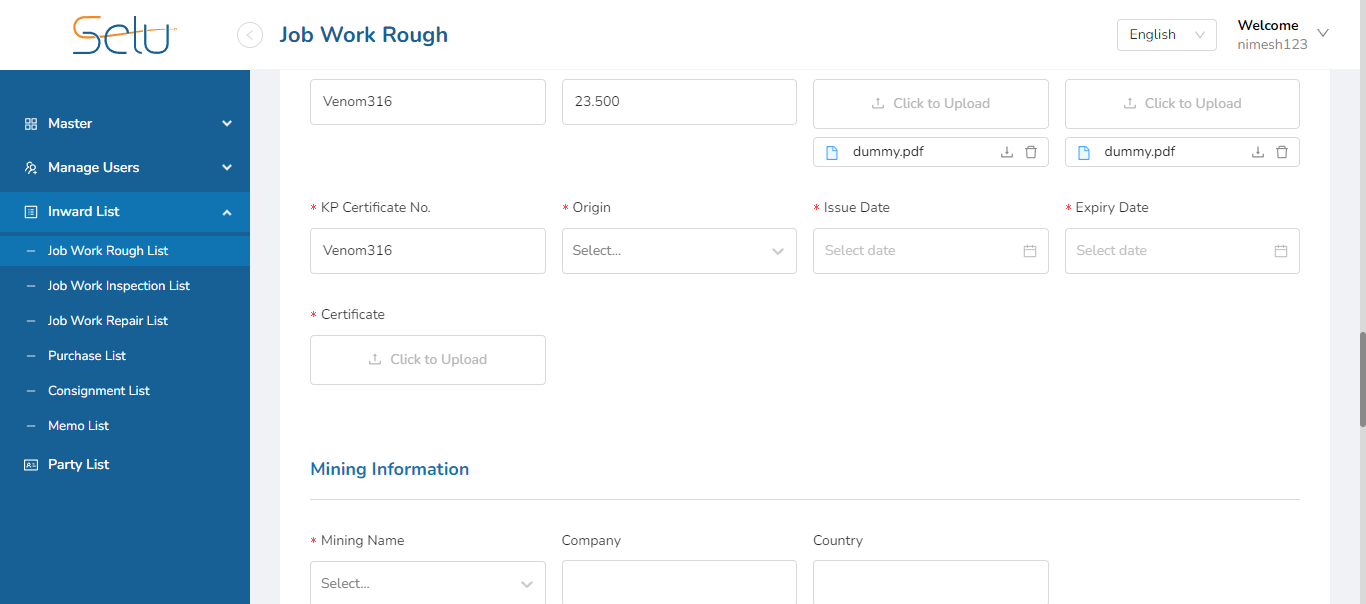 Selu
Job Work Rough
English
Welcome
nimesh123
Master
Manage Users
Inward List
Job Work Rough List
Job Work Inspection List
Job Work Repair List
Purchase List
Consignment List
Memo List
Party List
Venom316
23.500
Click to Upload
Click to Upload
dummy.pdf
dummy.pdf
* KP Certificate No.
* Origin
* Issue Date
* Expiry Date
Venom316
Select...
Select date
Select date
* Certificate
Click to Upload
Mining Information
* Mining Name
Company
Country
Select...